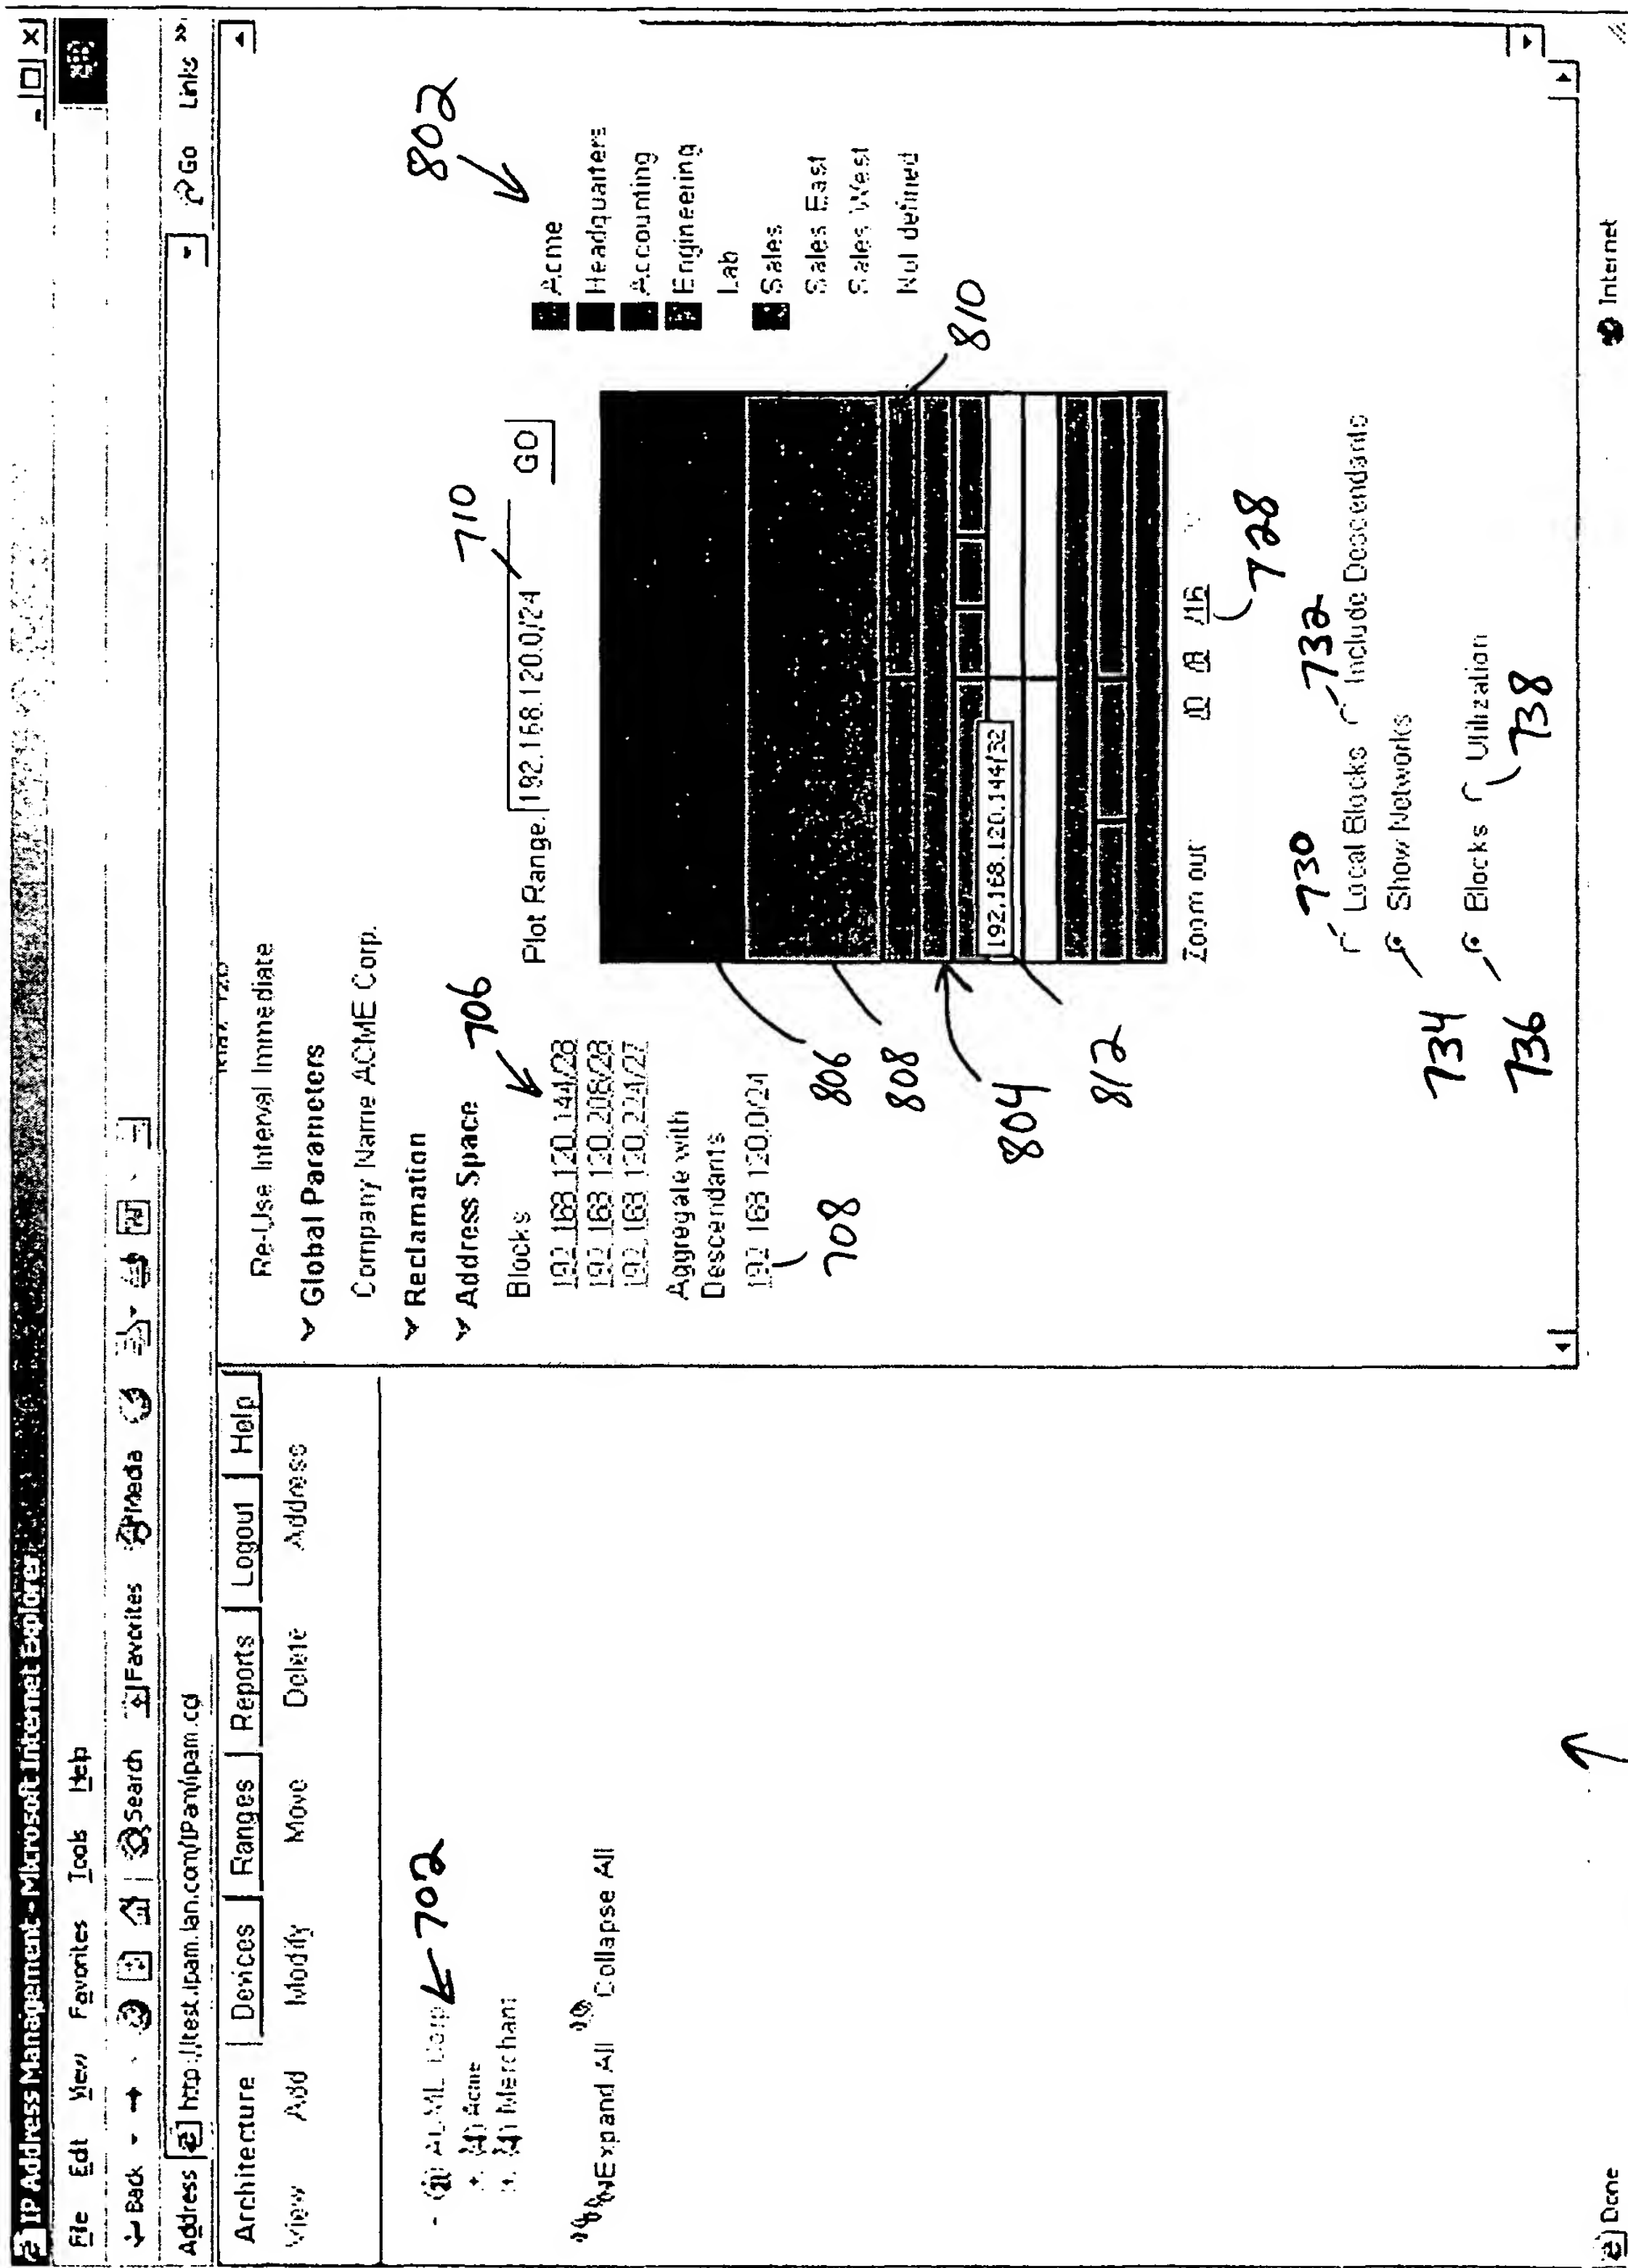 IP Address Management - Microsoft Internet Explorer
File Edit View Favorites Tools Help
Back Search Favorites Media
Address http://test.ipam.lan.com/IPam/ipam.cgi Go Links »
Architecture Devices Ranges Reports Logout Help
View Add Modify Move Delete Address
- ACME Corp 702
+ Acme
+ Merchant
Expand All Collapse All
Re-Use Interval Immediate
Global Parameters
Company Name ACME Corp.
Reclamation
Address Space 706
Blocks
192.168.120.144/28
192.168.120.208/28
192.168.120.224/27
Aggregate with
Descendants
192.168.120.0/24
708
710
Plot Range. 192.168.120.0/24 GO
802
Acme
Headquarters
Accounting
Engineering
Lab
Sales
Sales East
Sales West
Not defined
806
808
804
812
810
192.168.120.144/32
Zoom out /0 /8 /16
728
730 732
Local Blocks Include Descendants
734 Show Networks
736 Blocks Utilization
738
Done Internet